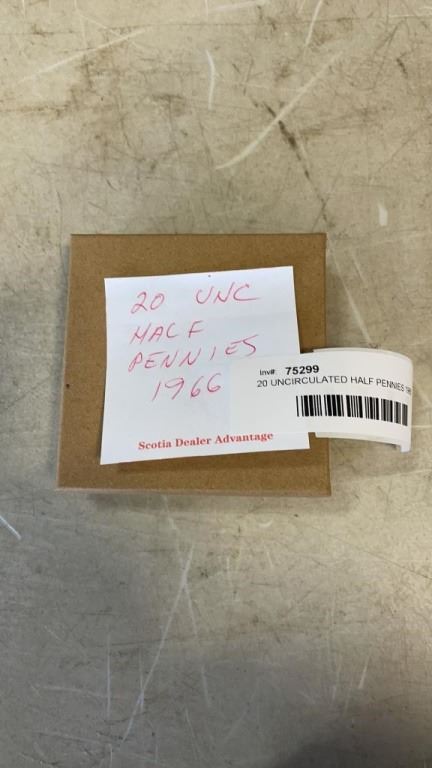 20 UNC
HALF
PENNIES
1966
Scotia Dealer Advantage
Inv#: 75299
20 UNCIRCULATED HALF PENNIES